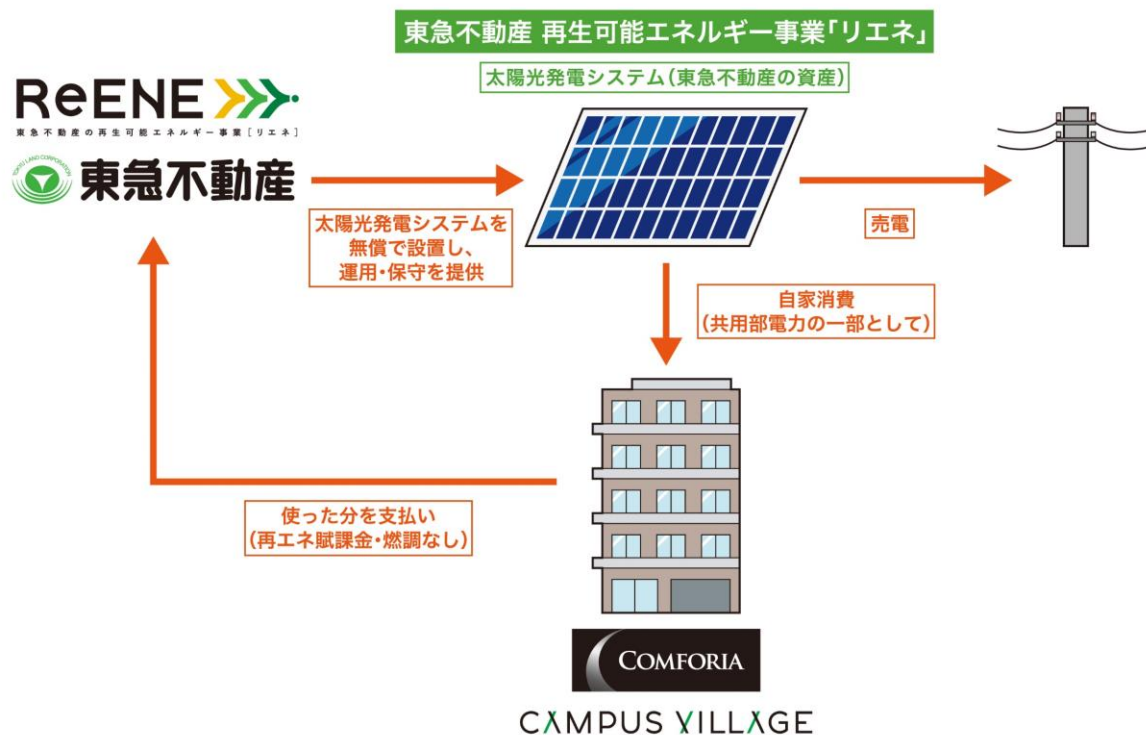 東急不動産 再生可能エネルギー事業「リエネ」
太陽光発電システム（東急不動産の資産）
ReENE
東急不動産の再生可能エネルギー事業［リエネ］
TOKYU LAND CORPORATION
東急不動産
太陽光発電システムを
無償で設置し、
運用・保守を提供
売電
自家消費
（共用部電力の一部として）
使った分を支払い
（再エネ賦課金・燃調なし）
COMFORIA
CAMPUS VILLAGE